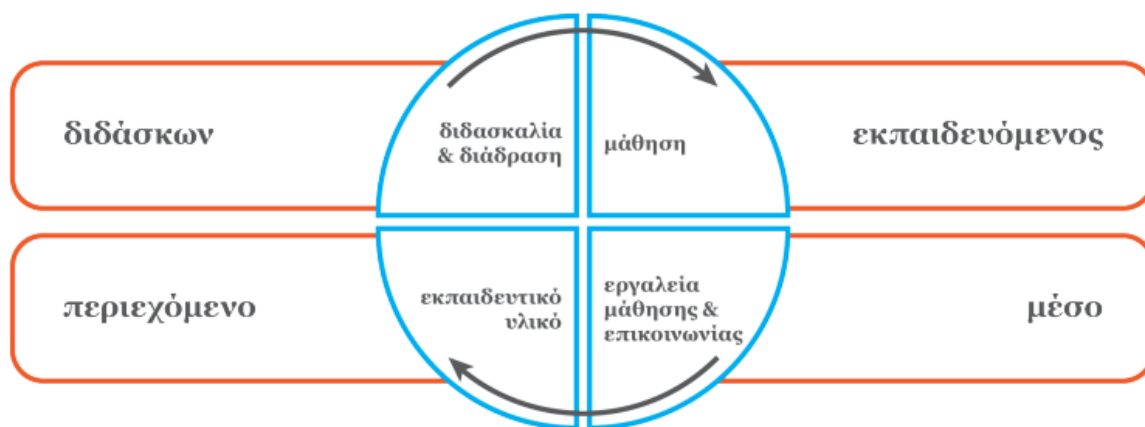 διδάσκων
διδασκαλία
& διάδραση
μάθηση
εκπαιδευόμενος
περιεχόμενο
εκπαιδευτικό
υλικό
εργαλεία
μάθησης &
επικοινωνίας
μέσο